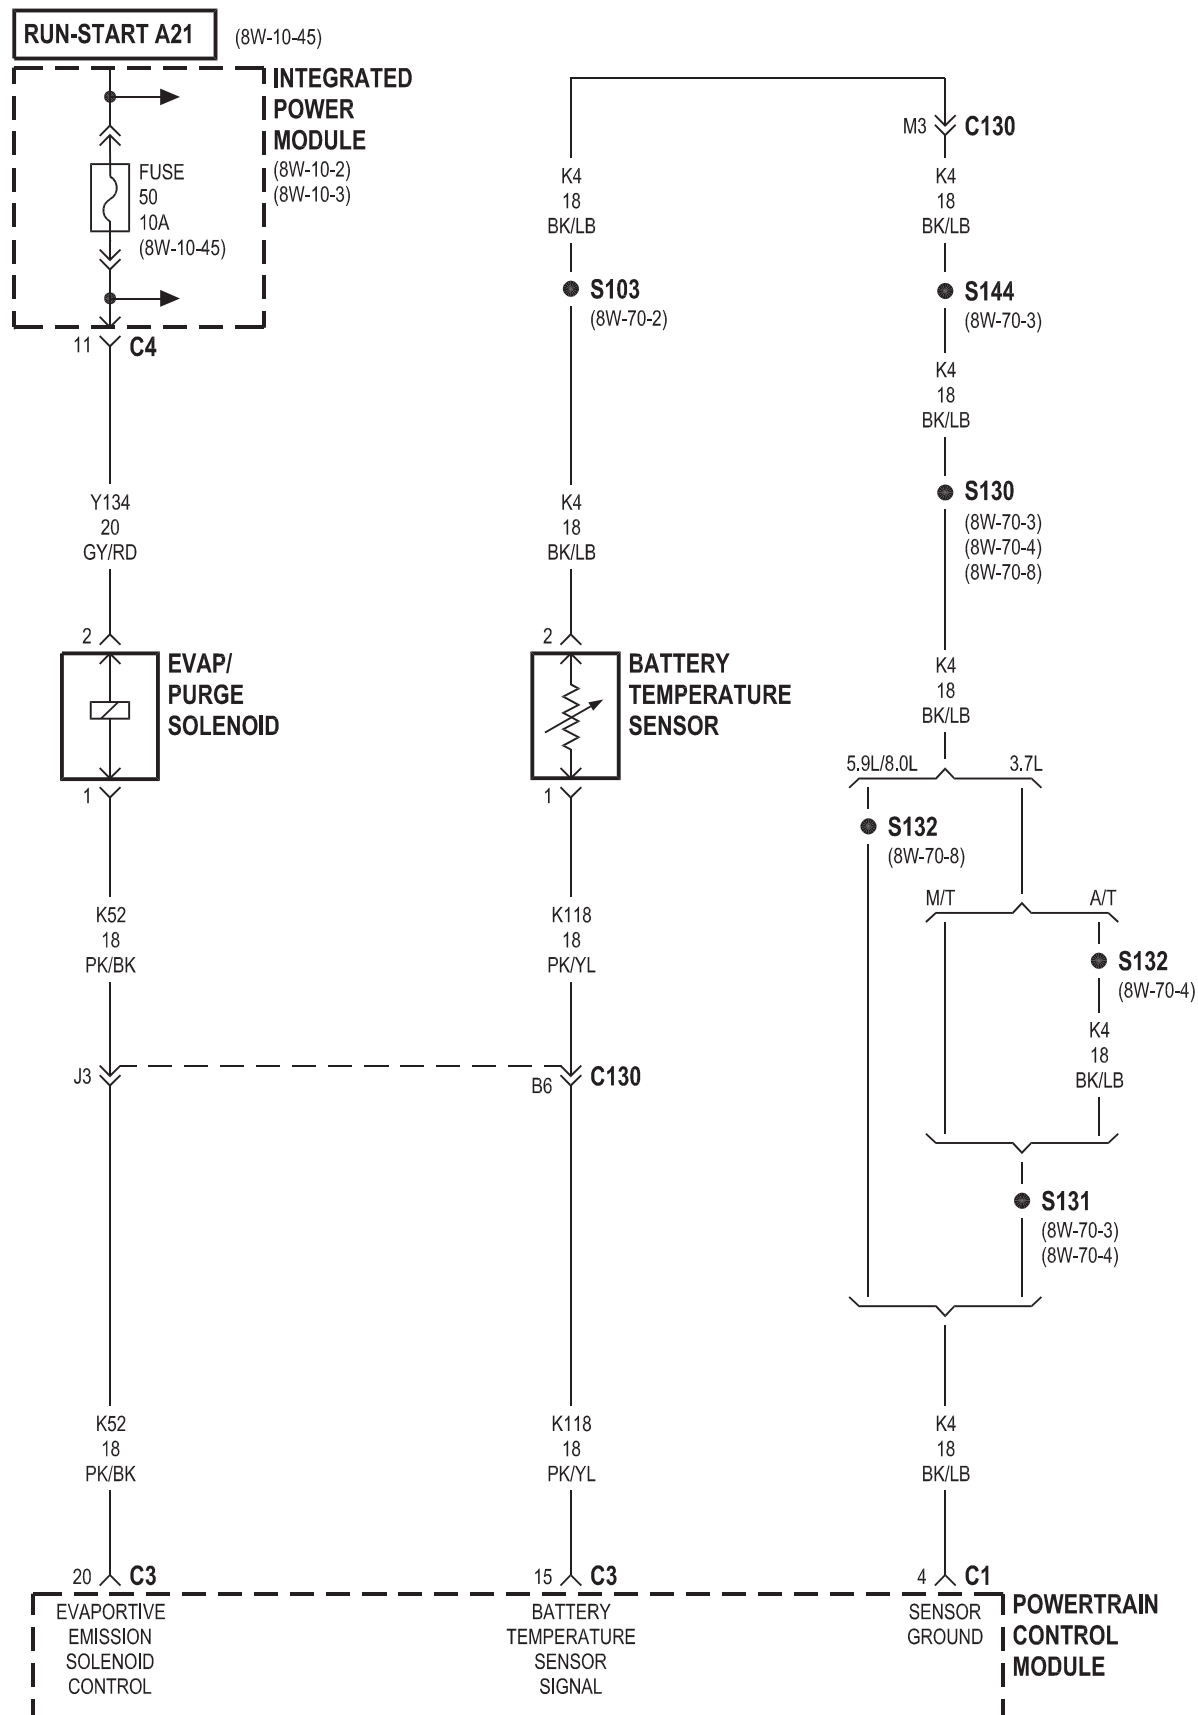 RUN-START A21 (8W-10-45)
INTEGRATED
POWER
MODULE
(8W-10-2)
(8W-10-3)
FUSE
50
10A
(8W-10-45)
11 C4
Y134
20
GY/RD
2
EVAP/
PURGE
SOLENOID
1
K52
18
PK/BK
J3
K52
18
PK/BK
20 C3
EVAPORTIVE
EMISSION
SOLENOID
CONTROL
K4
18
BK/LB
S103
(8W-70-2)
K4
18
BK/LB
2
BATTERY
TEMPERATURE
SENSOR
1
K118
18
PK/YL
B6 C130
K118
18
PK/YL
15 C3
BATTERY
TEMPERATURE
SENSOR
SIGNAL
M3 C130
K4
18
BK/LB
S144
(8W-70-3)
K4
18
BK/LB
S130
(8W-70-3)
(8W-70-4)
(8W-70-8)
K4
18
BK/LB
5.9L/8.0L 3.7L
S132
(8W-70-8)
M/T A/T
S132
(8W-70-4)
K4
18
BK/LB
S131
(8W-70-3)
(8W-70-4)
K4
18
BK/LB
4 C1
SENSOR
GROUND
POWERTRAIN
CONTROL
MODULE